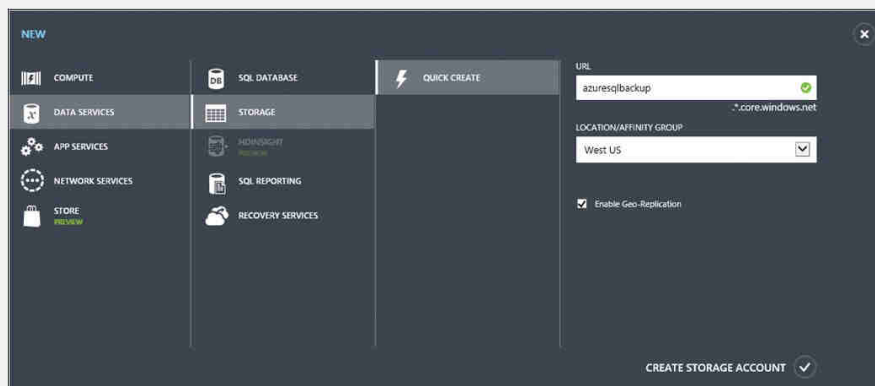 NEW
COMPUTE
DATA SERVICES
APP SERVICES
NETWORK SERVICES
STORE
PREVIEW
SQL DATABASE
STORAGE
HDINSIGHT
PREVIEW
SQL REPORTING
RECOVERY SERVICES
QUICK CREATE
URL
azuresqlbackup
.*.core.windows.net
LOCATION/AFFINITY GROUP
West US
Enable Geo-Replication
CREATE STORAGE ACCOUNT